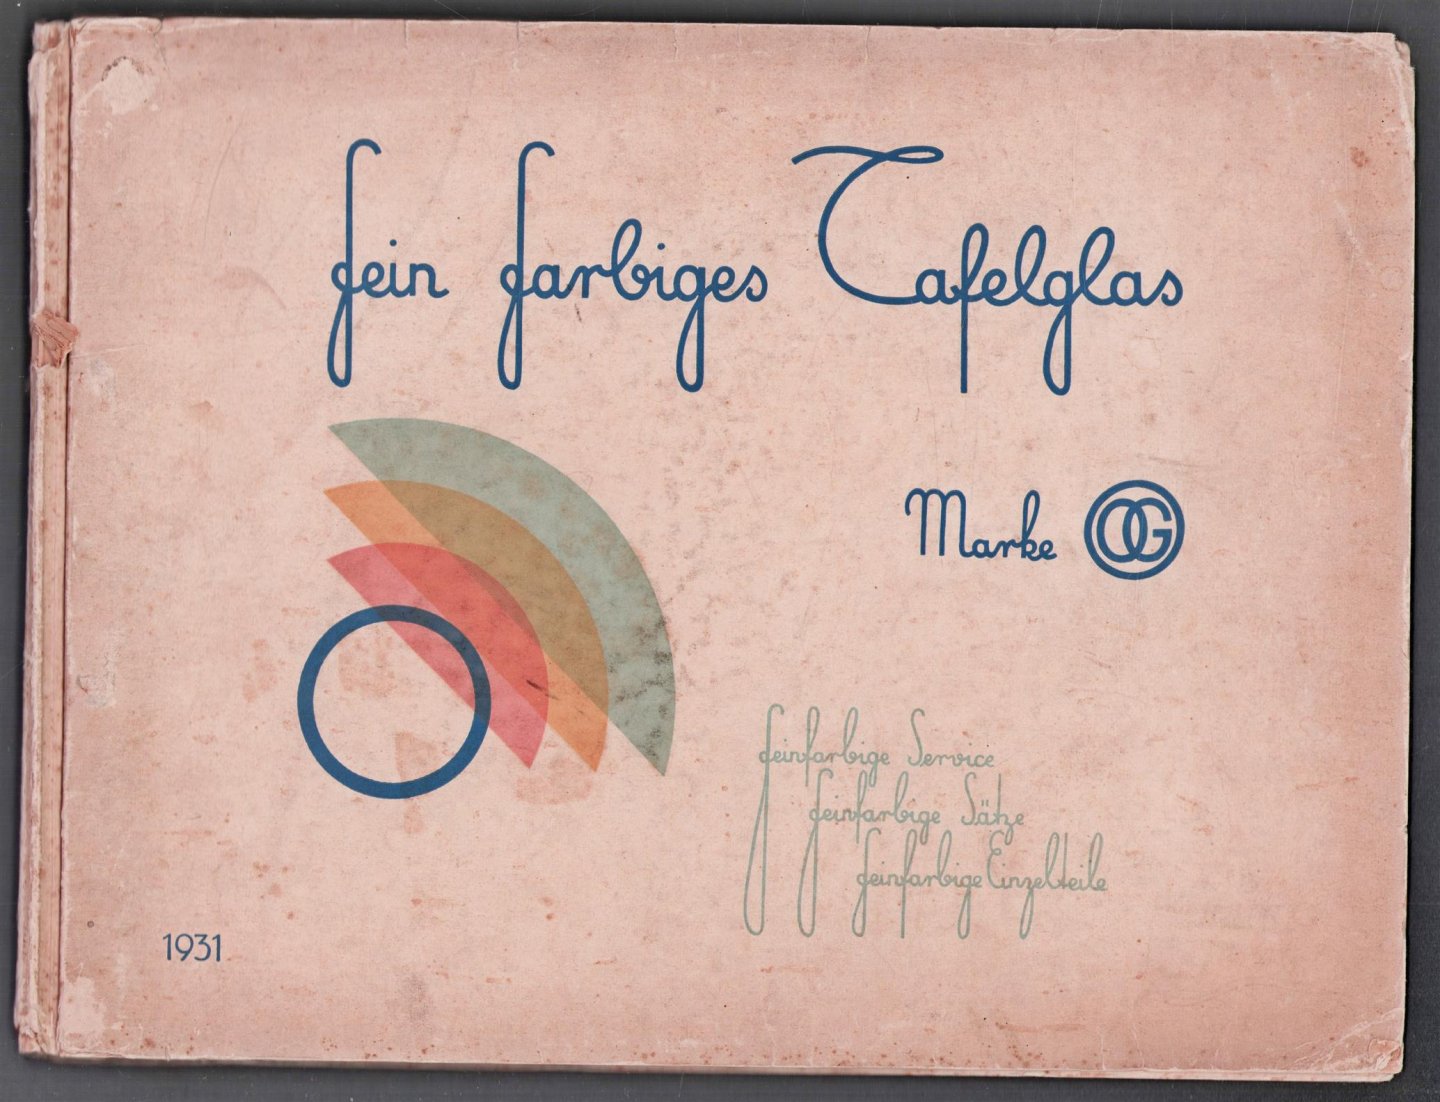 fein farbiges Tafelglas
Marke OG
feinfarbige Service
feinfarbige Sätze
feinfarbige Einzelteile
1931